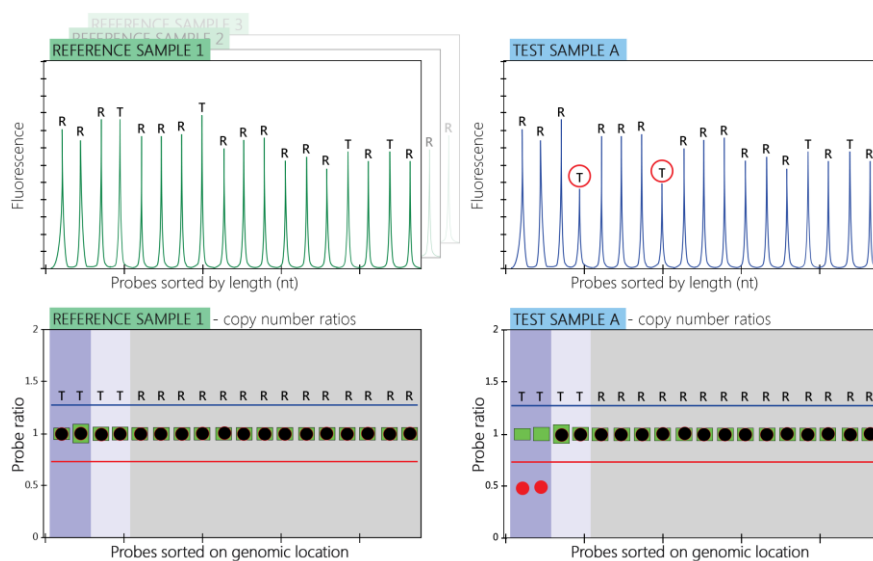 REFERENCE SAMPLE 3
REFERENCE SAMPLE 2
REFERENCE SAMPLE 1
Fluorescence
R R R T R R R T R R R R R R T R T R R R
Probes sorted by length (nt)
TEST SAMPLE A
Fluorescence
R R R T R R R T R R R R R R T R T R
Probes sorted by length (nt)
REFERENCE SAMPLE 1 - copy number ratios
Probe ratio
2
1.5
1
0.5
0
T T T T R R R R R R R R R R R R R R
Probes sorted on genomic location
TEST SAMPLE A - copy number ratios
Probe ratio
2
1.5
1
0.5
0
T T T T R R R R R R R R R R R R R R
Probes sorted on genomic location